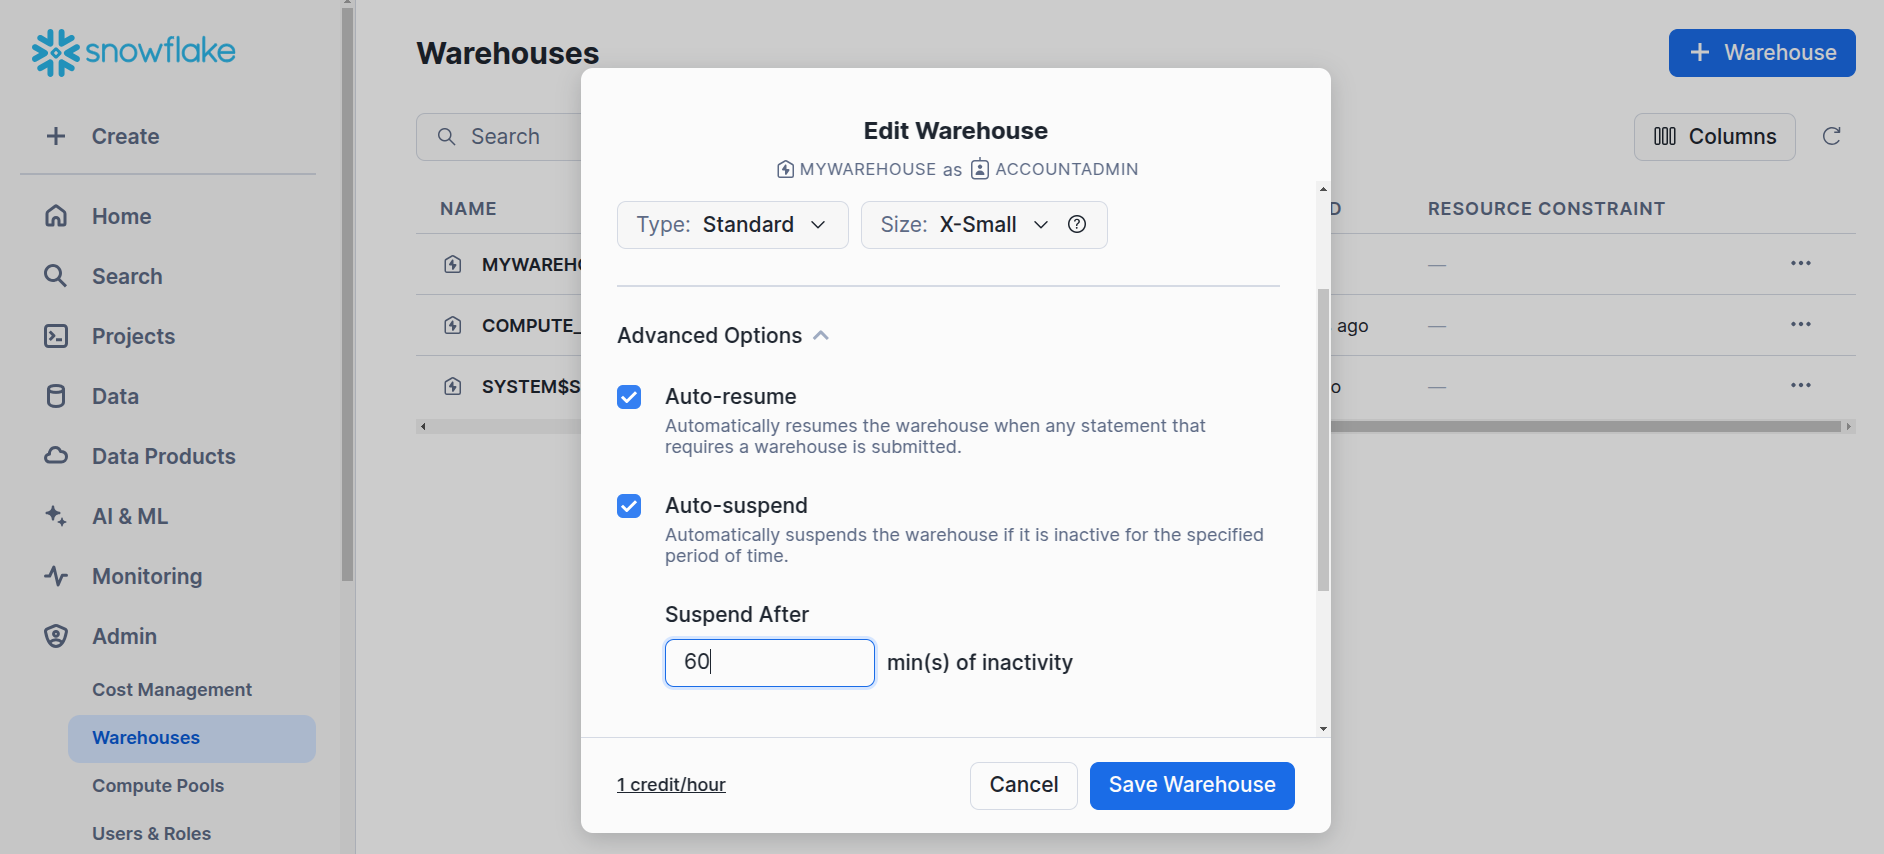 snowflake
Create
Home
Search
Projects
Data
Data Products
AI & ML
Monitoring
Admin
Cost Management
Warehouses
Compute Pools
Users & Roles
Warehouses
+ Warehouse
Search
Columns
NAME
D
RESOURCE CONSTRAINT
MYWAREHO
—
COMPUTE_
ago
—
SYSTEM$S
o
—
Edit Warehouse
MYWAREHOUSE as ACCOUNTADMIN
Type: Standard
Size: X-Small
Advanced Options
Auto-resume
Automatically resumes the warehouse when any statement that
requires a warehouse is submitted.
Auto-suspend
Automatically suspends the warehouse if it is inactive for the specified
period of time.
Suspend After
60 min(s) of inactivity
1 credit/hour
Cancel
Save Warehouse